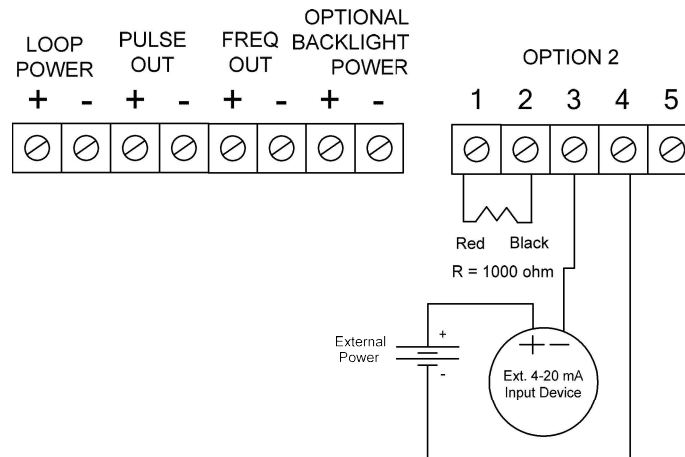 LOOP
POWER
PULSE
OUT
FREQ
OUT
OPTIONAL
BACKLIGHT
POWER
+ - + - + - + -
OPTION 2
1 2 3 4 5
Red Black
R = 1000 ohm
External
Power
+
-
+ -
Ext. 4-20 mA
Input Device